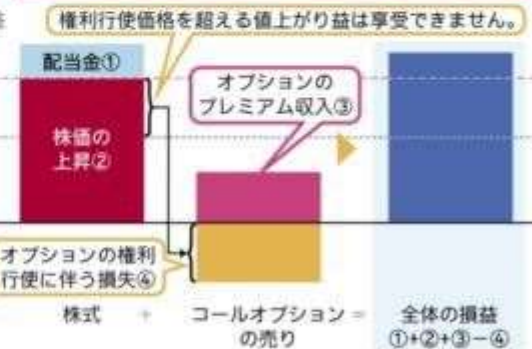 権利行使価格を超える値上がり益は享受できません。
配当金①
株価の
上昇②
オプションの
プレミアム収入③
オプションの権利
行使に伴う損失④
株式 + コールオプション = 全体の損益
の売り ①+②+③-④